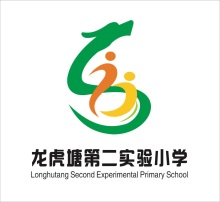 龙虎塘第二实验小学
Longhutang Second Experimental Primary School